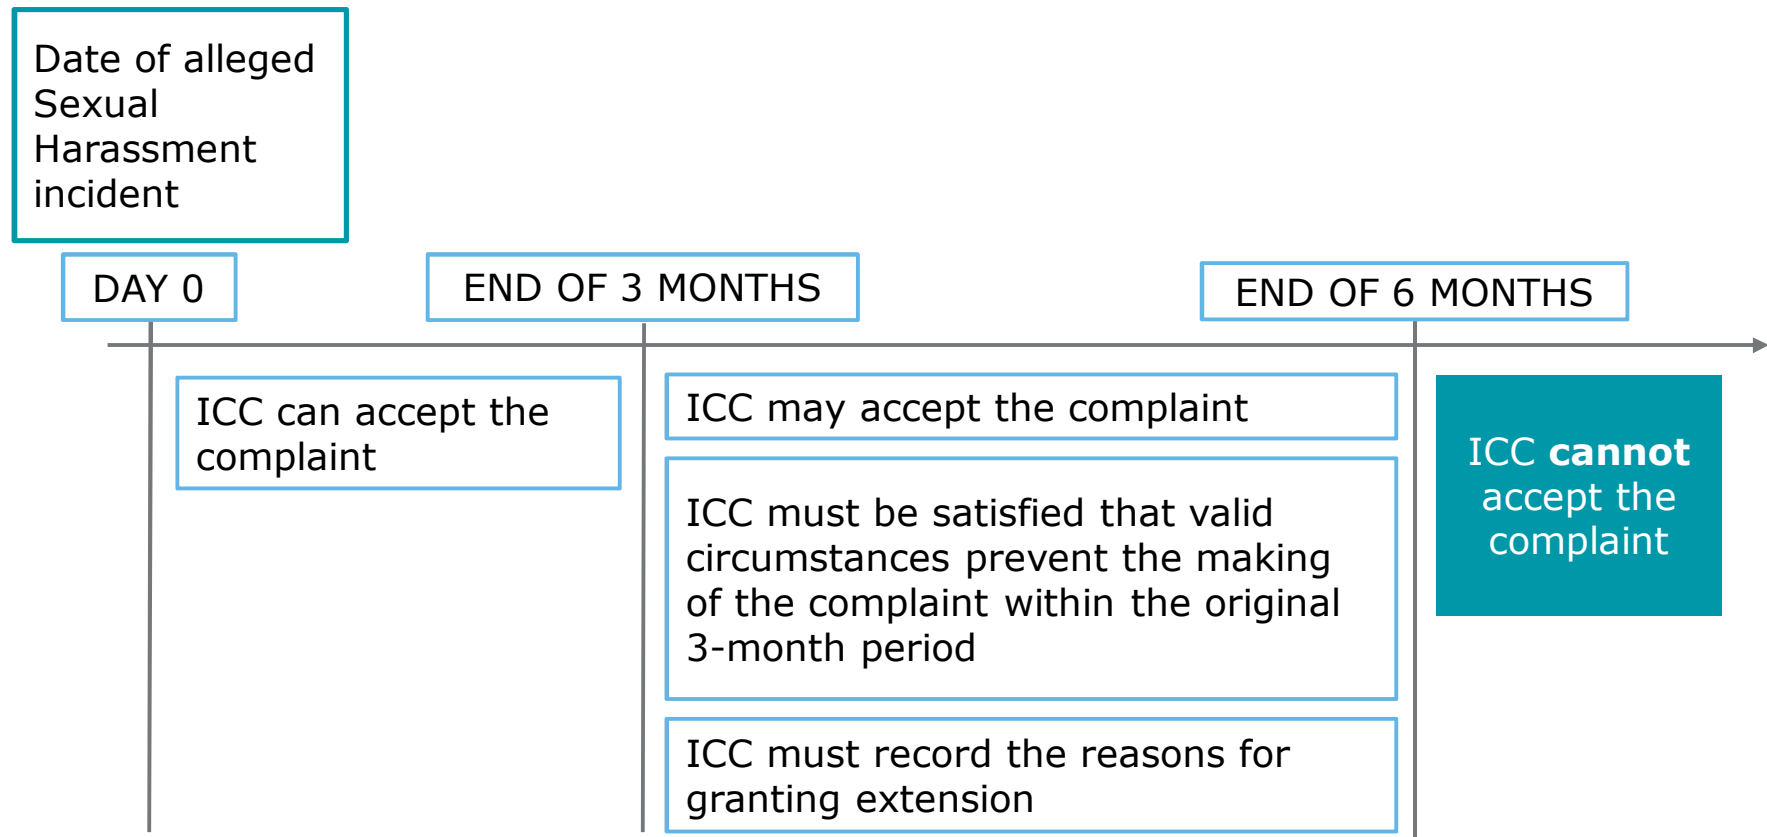 Date of alleged
Sexual
Harassment
incident
DAY 0
END OF 3 MONTHS
END OF 6 MONTHS
ICC can accept the
complaint
ICC may accept the complaint
ICC must be satisfied that valid
circumstances prevent the making
of the complaint within the original
3-month period
ICC must record the reasons for
granting extension
ICC cannot
accept the
complaint